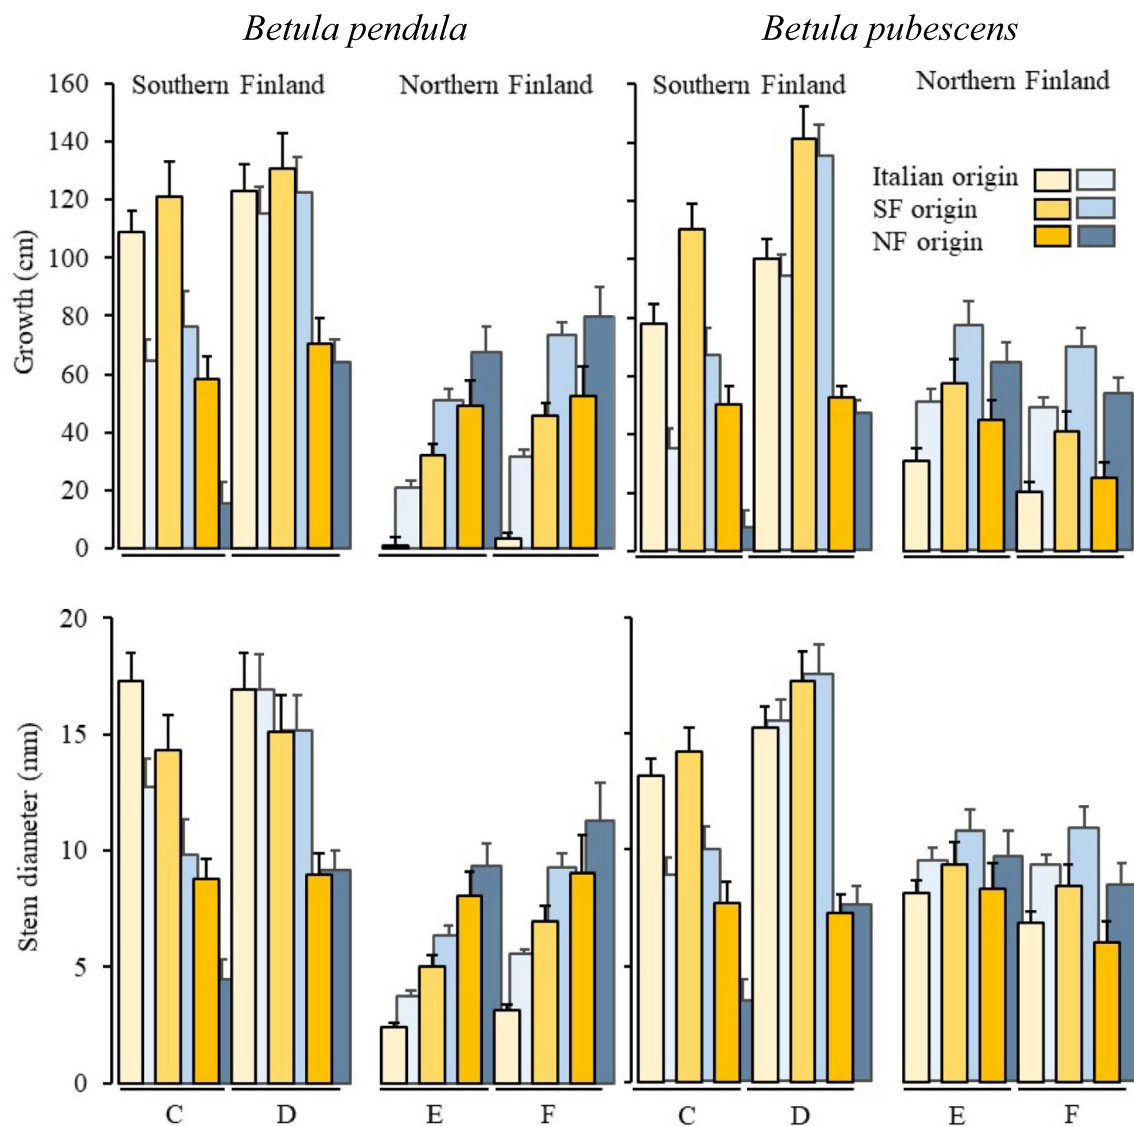 Betula pendula
Betula pubescens
Southern Finland
Northern Finland
Southern Finland
Northern Finland
Italian origin
SF origin
NF origin
Growth (cm)
160
140
120
100
80
60
40
20
0
Stem diameter (mm)
20
15
10
5
0
C
D
E
F
C
D
E
F